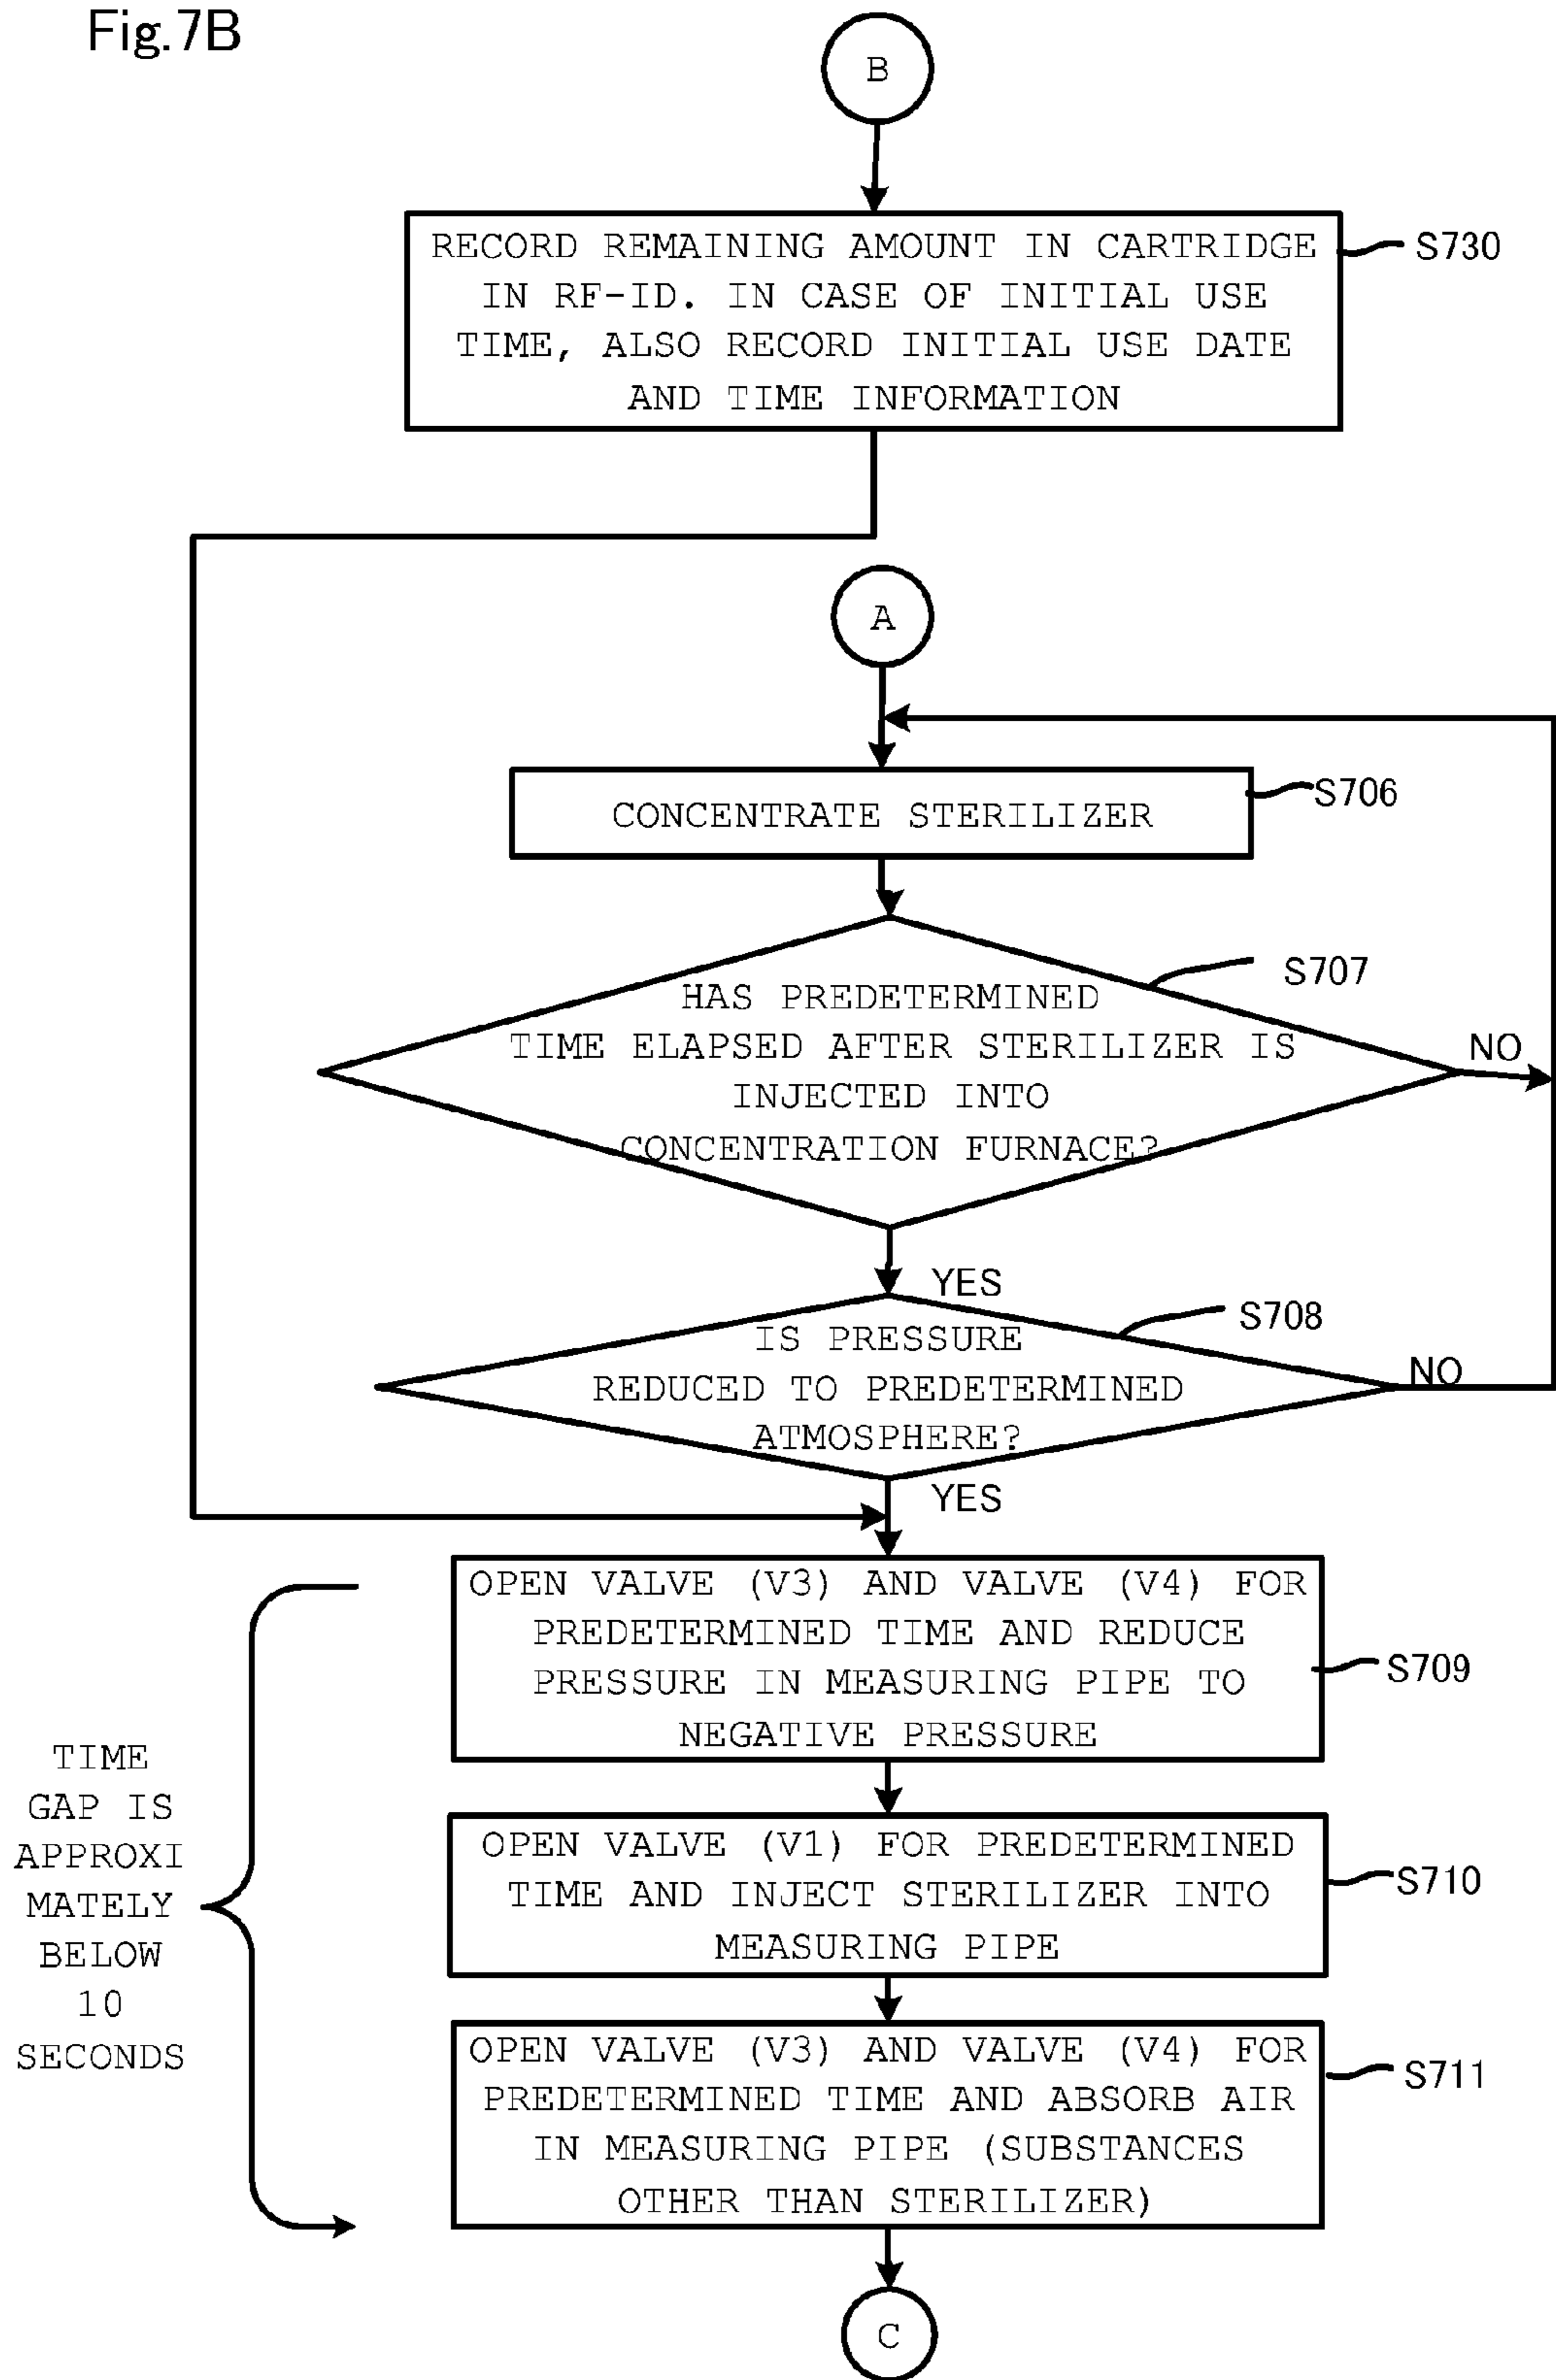 Fig.7B
B
RECORD REMAINING AMOUNT IN CARTRIDGE
IN RF-ID. IN CASE OF INITIAL USE
TIME, ALSO RECORD INITIAL USE DATE
AND TIME INFORMATION
S730
A
CONCENTRATE STERILIZER
S706
HAS PREDETERMINED
TIME ELAPSED AFTER STERILIZER IS
INJECTED INTO
CONCENTRATION FURNACE?
S707
NO
YES
IS PRESSURE
REDUCED TO PREDETERMINED
ATMOSPHERE?
S708
NO
YES
OPEN VALVE (V3) AND VALVE (V4) FOR
PREDETERMINED TIME AND REDUCE
PRESSURE IN MEASURING PIPE TO
NEGATIVE PRESSURE
S709
TIME
GAP IS
APPROXI
MATELY
BELOW
10
SECONDS
OPEN VALVE (V1) FOR PREDETERMINED
TIME AND INJECT STERILIZER INTO
MEASURING PIPE
S710
OPEN VALVE (V3) AND VALVE (V4) FOR
PREDETERMINED TIME AND ABSORB AIR
IN MEASURING PIPE (SUBSTANCES
OTHER THAN STERILIZER)
S711
C